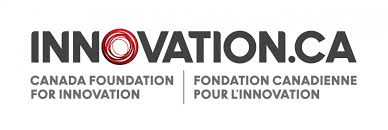 INNOVATION.CA
CANADA FOUNDATION
FOR INNOVATION
FONDATION CANADIENNE
POUR L'INNOVATION